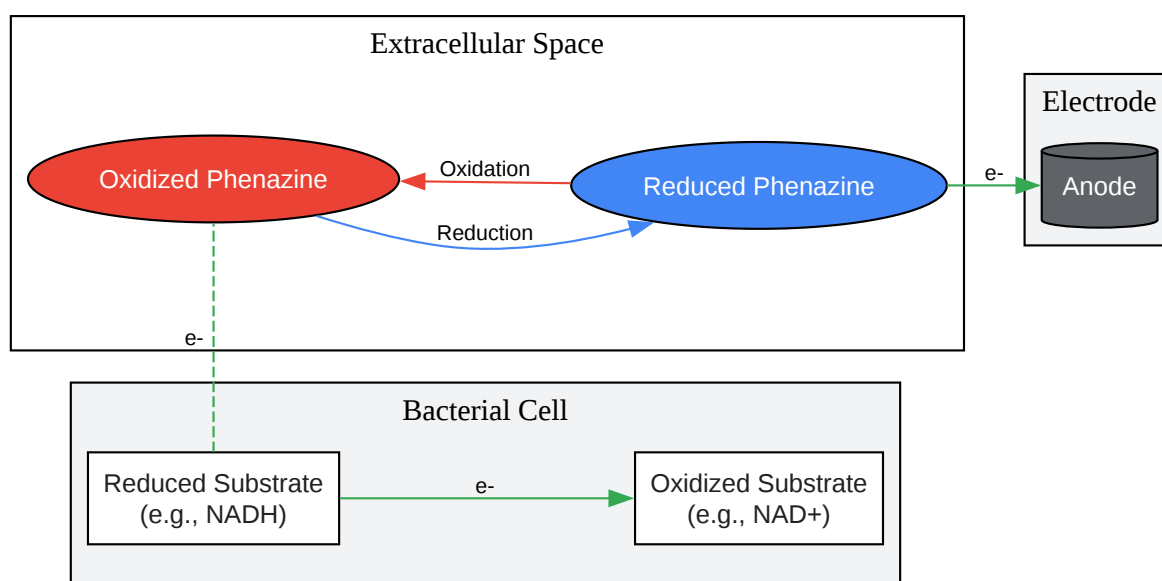 Extracellular Space
Electrode
Oxidized Phenazine
Oxidation
Reduced Phenazine
e-
Anode
Reduction
e-
Bacterial Cell
Reduced Substrate
(e.g., NADH)
e-
Oxidized Substrate
(e.g., NAD+)